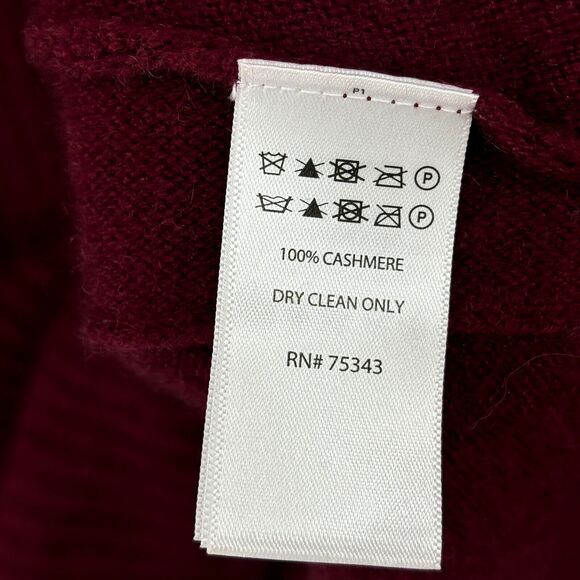 P1
P
P
100% CASHMERE
DRY CLEAN ONLY
RN# 75343